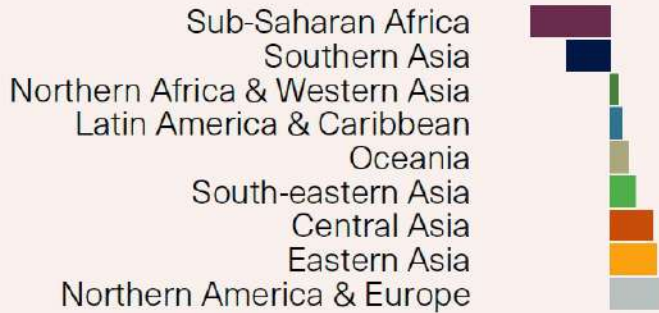 Sub-Saharan Africa
Southern Asia
Northern Africa & Western Asia
Latin America & Caribbean
Oceania
South-eastern Asia
Central Asia
Eastern Asia
Northern America & Europe